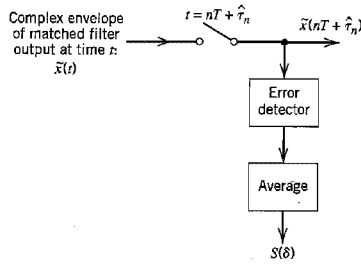 Complex envelope
of matched filter
output at time t:
x̃(t)
t = nT + τ̂ₙ
x̃(nT + τ̂ₙ)
Error
detector
Average
S(δ)